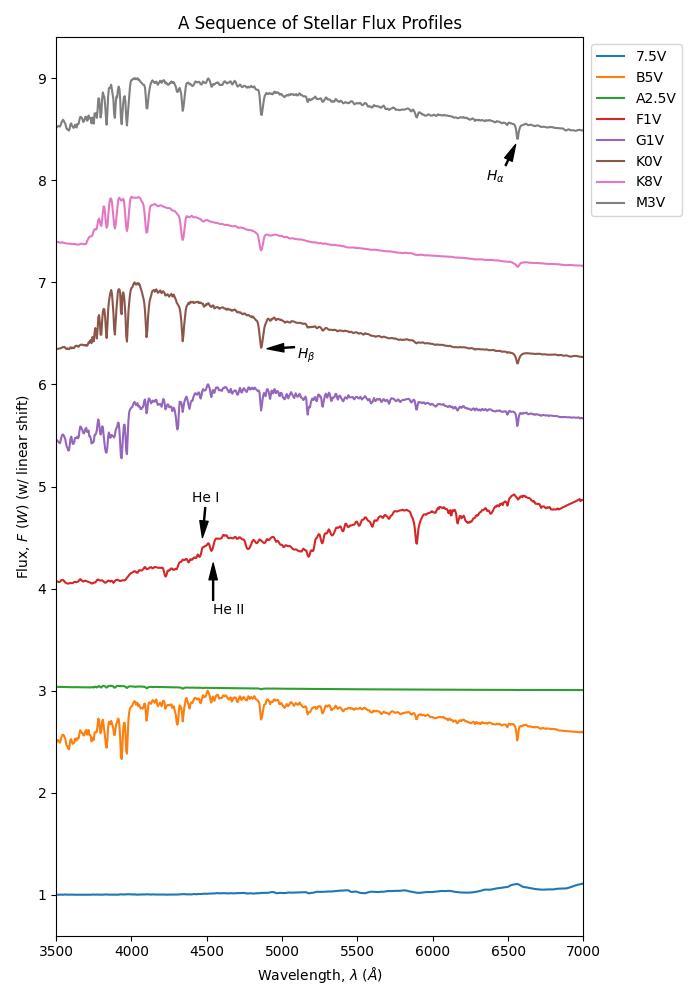 A Sequence of Stellar Flux Profiles
7.5V
B5V
A2.5V
F1V
G1V
K0V
K8V
M3V
9
8
7
6
5
4
3
2
1
Flux, F (W) (w/ linear shift)
Hα
Hβ
He I
He II
3500 4000 4500 5000 5500 6000 6500 7000
Wavelength, λ (Å)